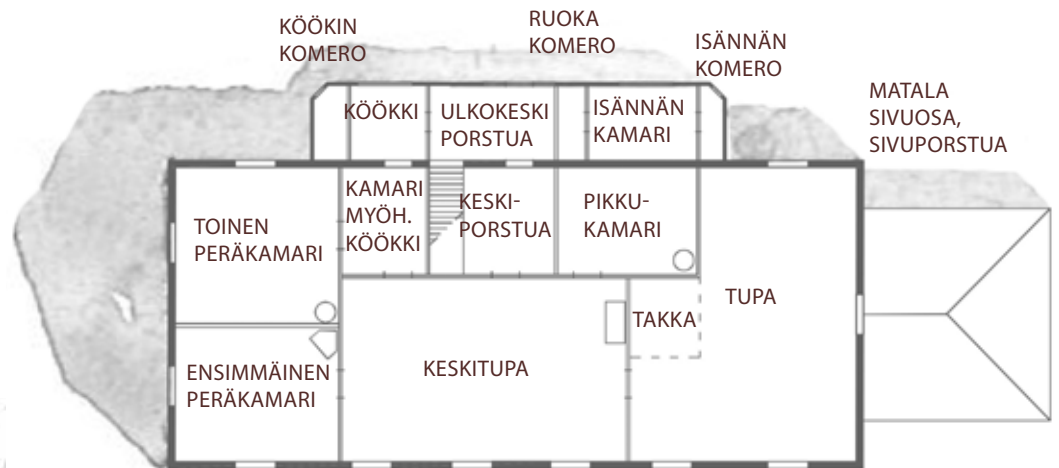 KÖÖKIN
KOMERO
RUOKA
KOMERO
ISÄNNÄN
KOMERO
MATALA
SIVUOSA,
SIVUPORSTUA
KÖÖKKI
ULKOKESKI
PORSTUA
ISÄNNÄN
KAMARI
TOINEN
PERÄKAMARI
KAMARI
MYÖH.
KÖÖKKI
KESKI-
PORSTUA
PIKKU-
KAMARI
TUPA
TAKKA
KESKITUPA
ENSIMMÄINEN
PERÄKAMARI